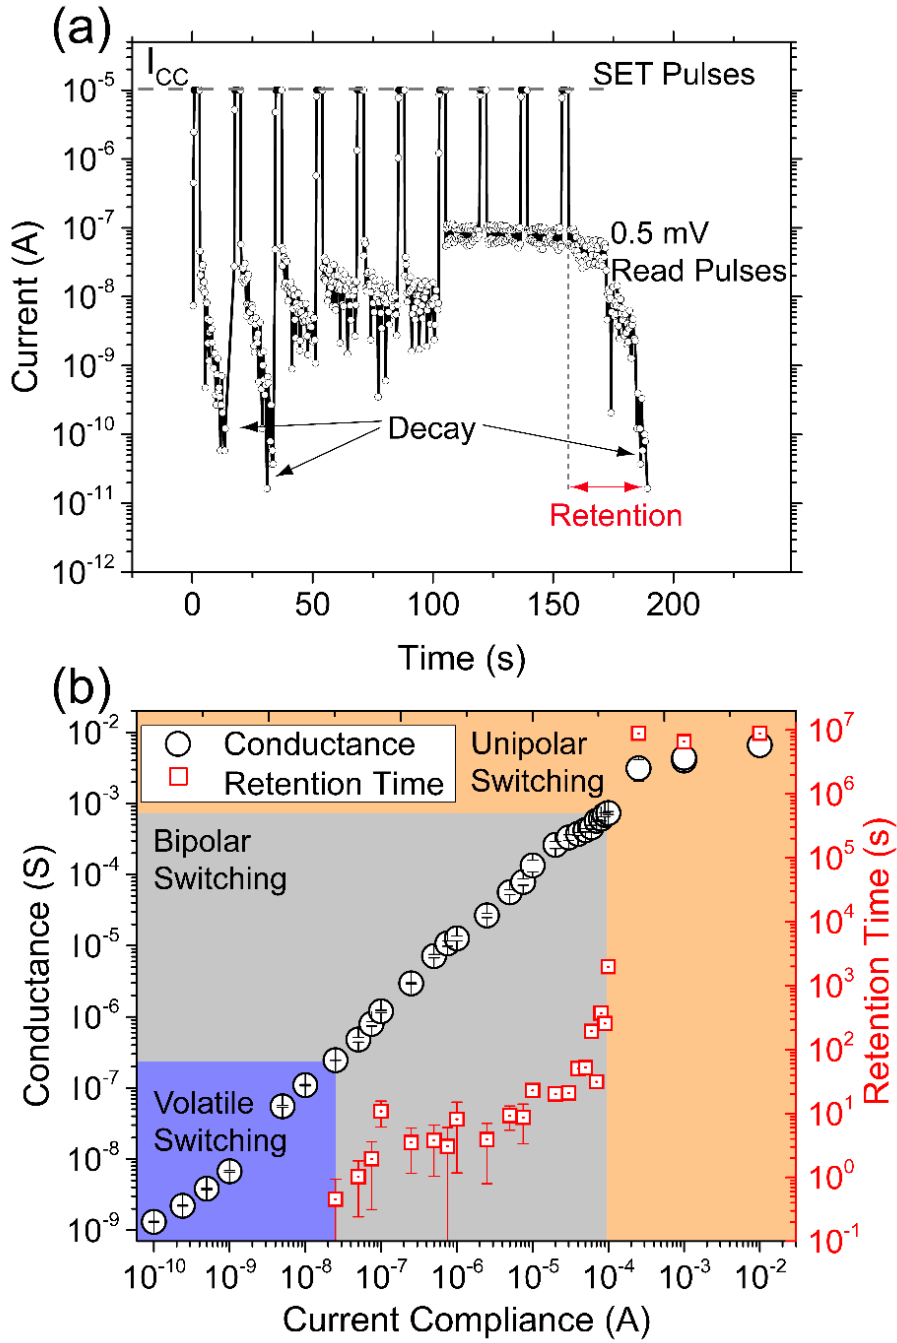 (a)
I_CC
SET Pulses
10^-5
10^-6
10^-7
10^-8
10^-9
10^-10
10^-11
10^-12
Current (A)
0.5 mV
Read Pulses
Decay
Retention
0
50
100
150
200
Time (s)
(b)
Conductance
Retention Time
Unipolar
Switching
Bipolar
Switching
Volatile
Switching
10^-2
10^-3
10^-4
10^-5
10^-6
10^-7
10^-8
10^-9
Conductance (S)
10^7
10^6
10^5
10^4
10^3
10^2
10^1
10^0
10^-1
Retention Time (s)
10^-10
10^-9
10^-8
10^-7
10^-6
10^-5
10^-4
10^-3
10^-2
Current Compliance (A)